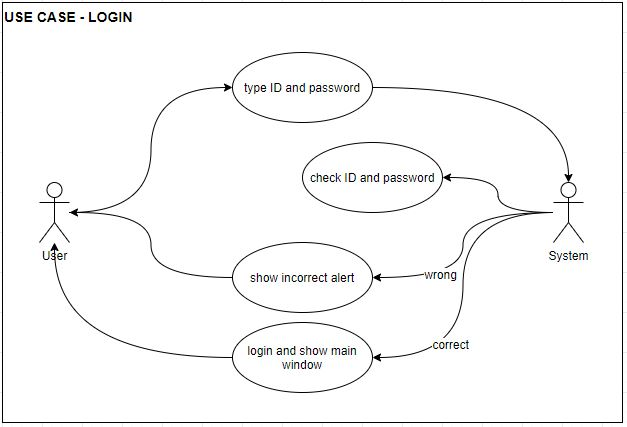 USE CASE - LOGIN
type ID and password
check ID and password
User
System
show incorrect alert
wrong
login and show main
window
correct